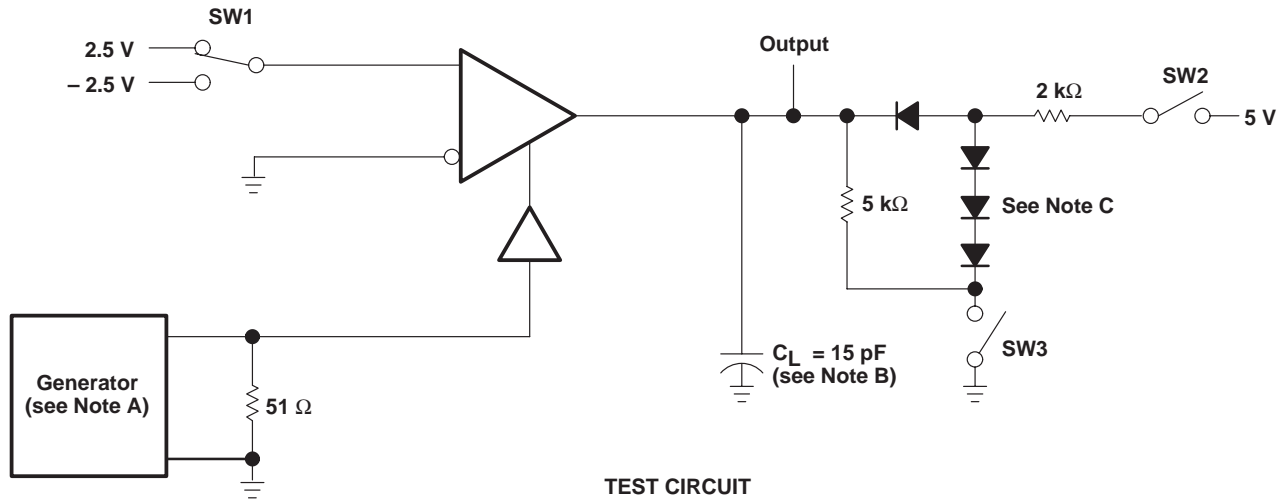 SW1
2.5 V
– 2.5 V
Output
SW2
2 kΩ
5 V
5 kΩ
See Note C
SW3
CL = 15 pF
(see Note B)
Generator
(see Note A)
51 Ω
TEST CIRCUIT